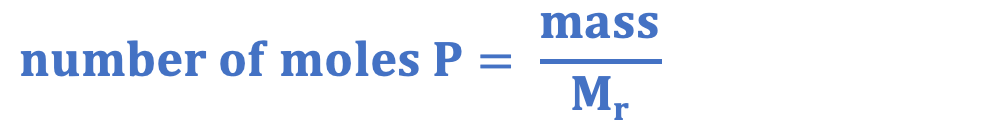 number of moles P = mass / Mᵣ